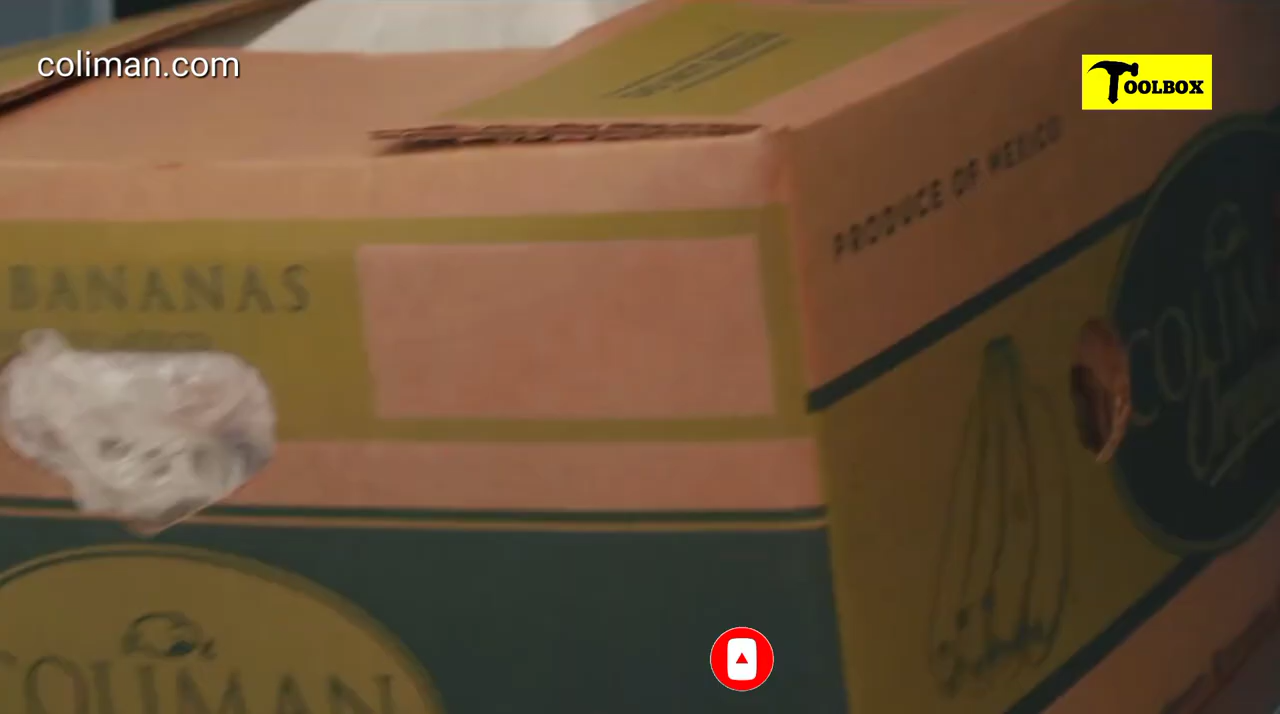 coliman.com
TOOLBOX
PRODUCE OF MEXICO
BANANAS
COLIMAN